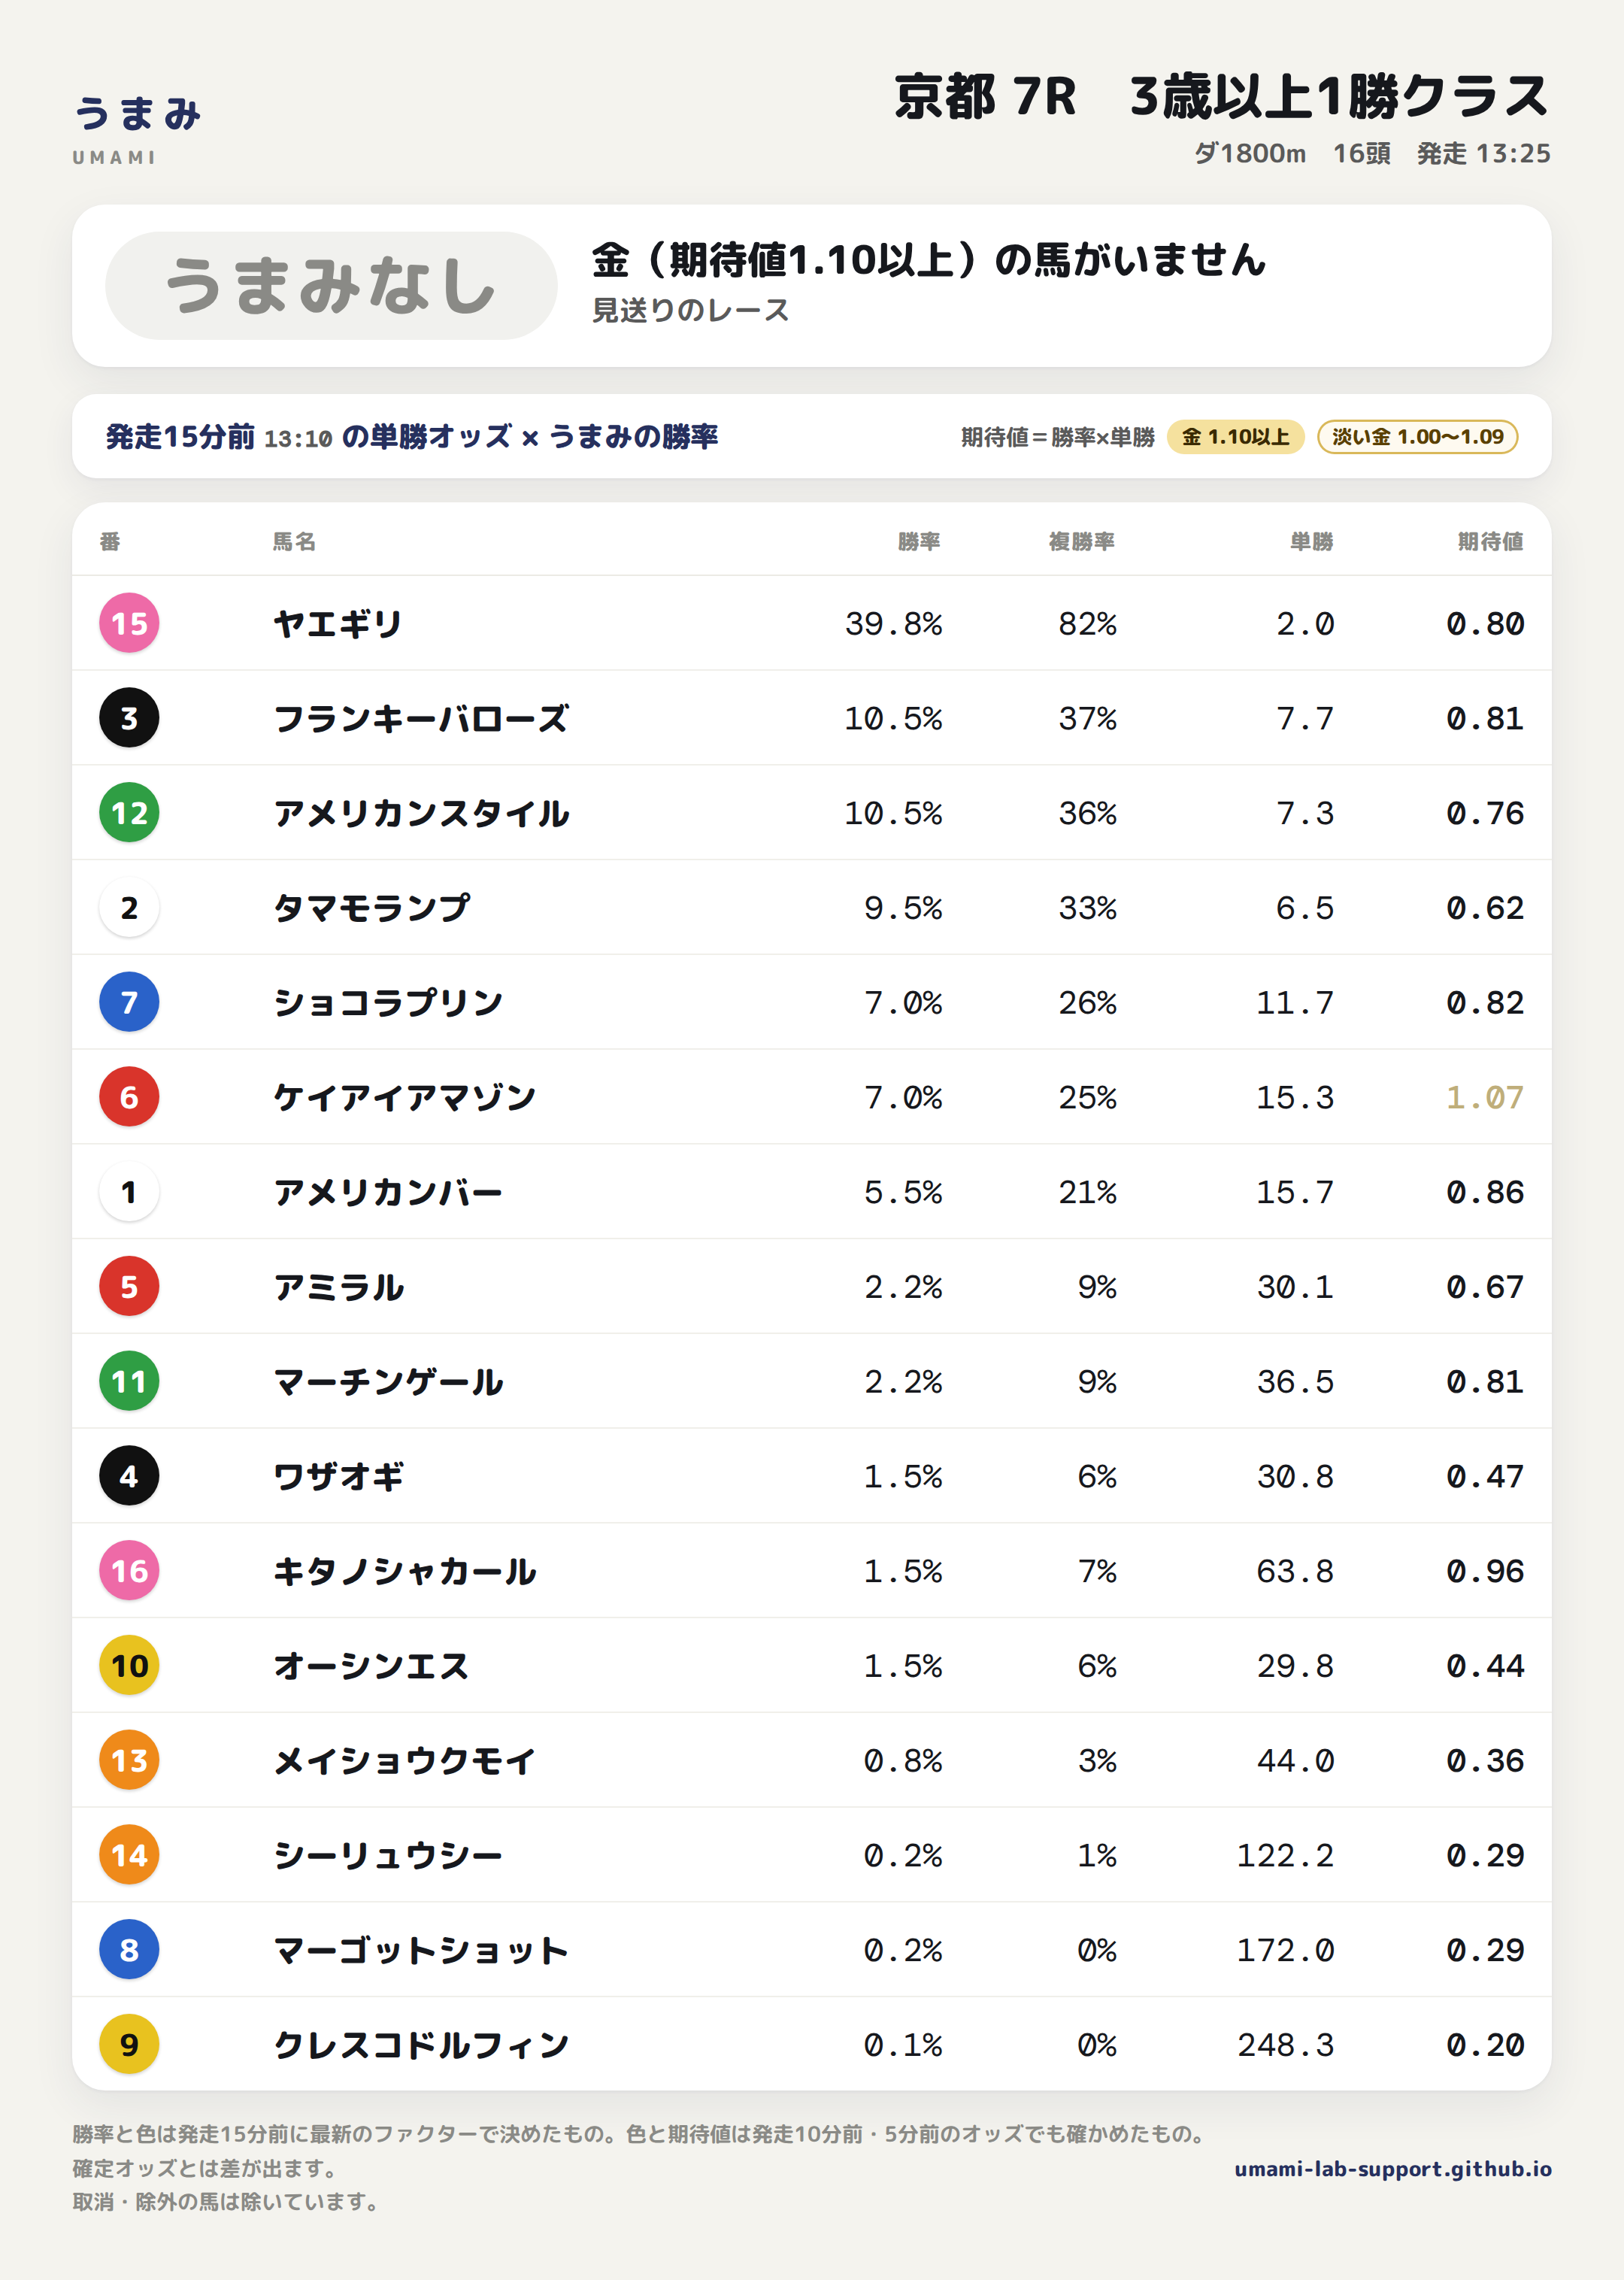 うまみ
UMAMI
京都 7R　3歳以上1勝クラス
ダ1800m　16頭　発走 13:25
うまみなし
金（期待値1.10以上）の馬がいません
見送りのレース
発走15分前 13:10 の単勝オッズ × うまみの勝率
期待値＝勝率×単勝 金 1.10以上 淡い金 1.00〜1.09
番 馬名 勝率 複勝率 単勝 期待値
15 ヤエギリ 39.8% 82% 2.0 0.80
3 フランキーバローズ 10.5% 37% 7.7 0.81
12 アメリカンスタイル 10.5% 36% 7.3 0.76
2 タマモランプ 9.5% 33% 6.5 0.62
7 ショコラプリン 7.0% 26% 11.7 0.82
6 ケイアイアマゾン 7.0% 25% 15.3 1.07
1 アメリカンバー 5.5% 21% 15.7 0.86
5 アミラル 2.2% 9% 30.1 0.67
11 マーチンゲール 2.2% 9% 36.5 0.81
4 ワザオギ 1.5% 6% 30.8 0.47
16 キタノシャカール 1.5% 7% 63.8 0.96
10 オーシンエス 1.5% 6% 29.8 0.44
13 メイショウクモイ 0.8% 3% 44.0 0.36
14 シーリュウシー 0.2% 1% 122.2 0.29
8 マーゴットショット 0.2% 0% 172.0 0.29
9 クレスコドルフィン 0.1% 0% 248.3 0.20
勝率と色は発走15分前に最新のファクターで決めたもの。色と期待値は発走10分前・5分前のオッズでも確かめたもの。
確定オッズとは差が出ます。
取消・除外の馬は除いています。
umami-lab-support.github.io